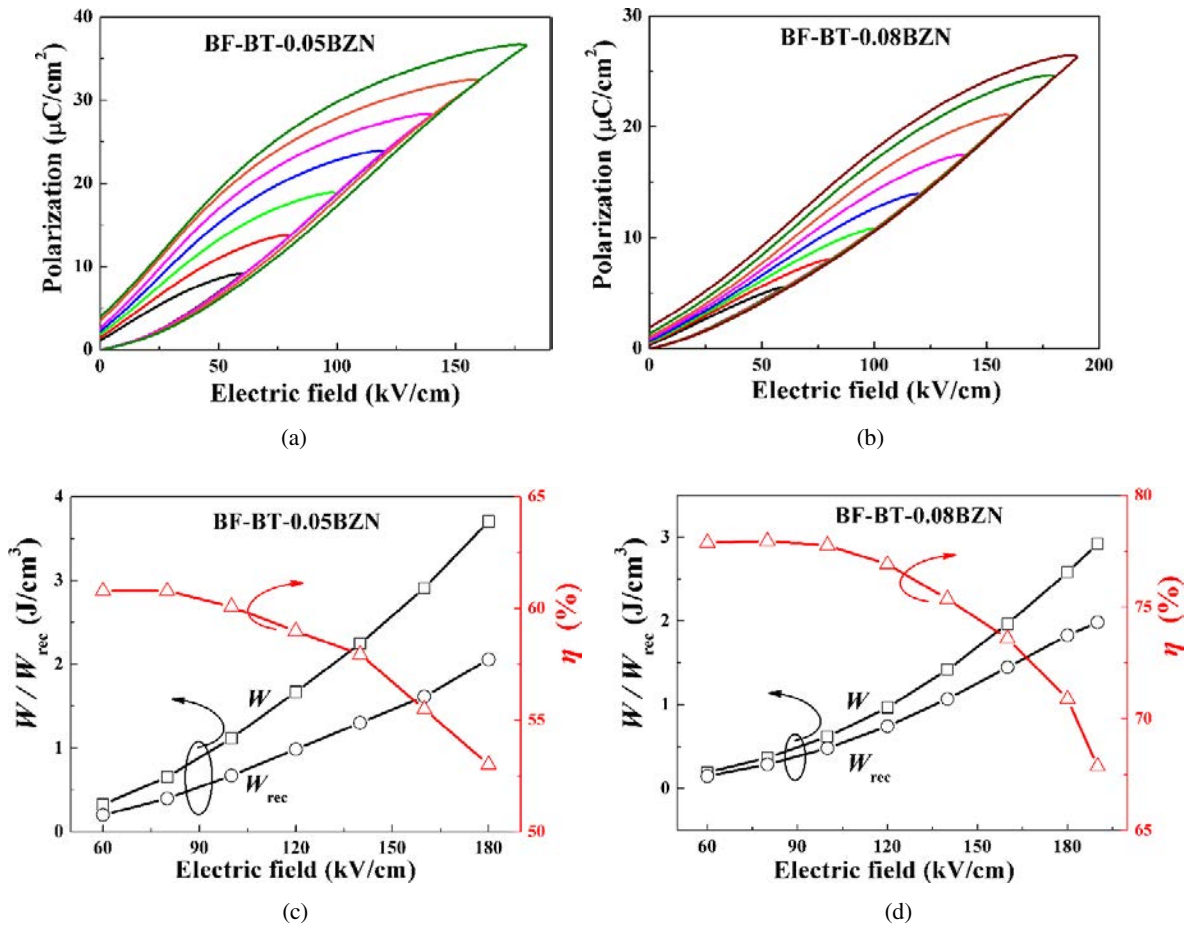 BF-BT-0.05BZN
Polarization (μC/cm²)
40
30
20
10
0
0 50 100 150
Electric field (kV/cm)
(a)
BF-BT-0.08BZN
Polarization (μC/cm²)
30
20
10
0
0 50 100 150 200
Electric field (kV/cm)
(b)
BF-BT-0.05BZN
W / W_rec (J/cm³)
4
3
2
1
0
65
60
55
50
η (%)
W
W_rec
60 90 120 150 180
Electric field (kV/cm)
(c)
BF-BT-0.08BZN
W / W_rec (J/cm³)
3
2
1
0
80
75
70
65
η (%)
W
W_rec
60 90 120 150 180
Electric field (kV/cm)
(d)